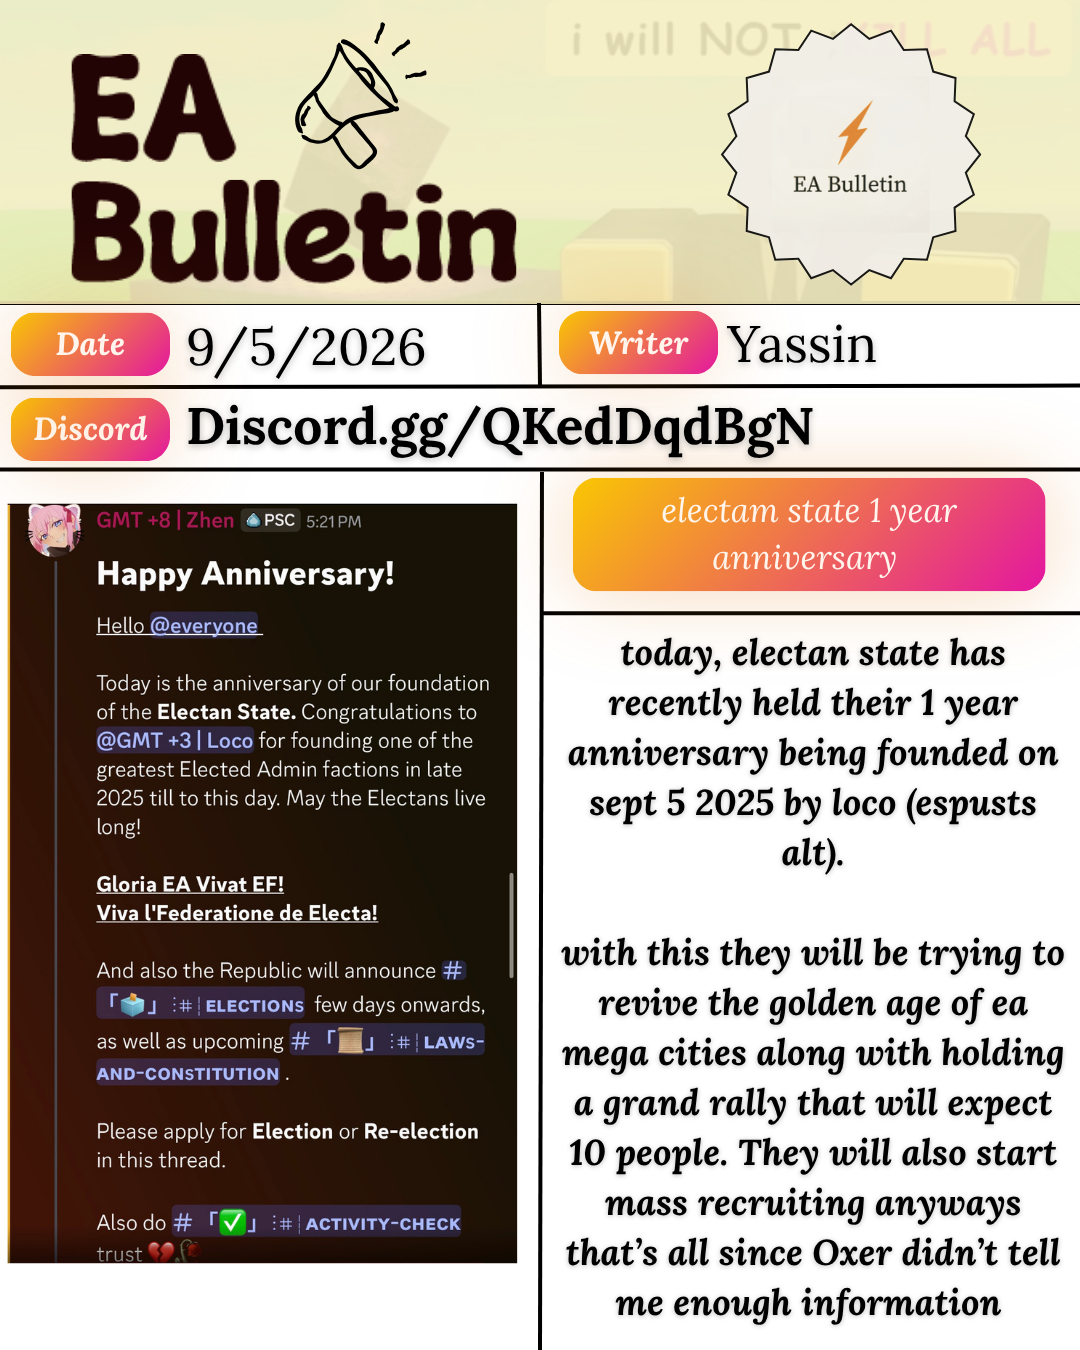 i will NOT KILL ALL
EA
Bulletin
EA Bulletin
Date
9/5/2026
Writer
Yassin
Discord
Discord.gg/QKedDqdBgN
GMT +8 | Zhen PSC 5:21 PM
Happy Anniversary!
Hello @everyone
Today is the anniversary of our foundation
of the Electan State. Congratulations to
@GMT +3 | Loco for founding one of the
greatest Elected Admin factions in late
2025 till to this day. May the Electans live
long!
Gloria EA Vivat EF!
Viva l'Federatione de Electa!
And also the Republic will announce #
「🗳️」⋮⌗┆ELECTIONS few days onwards,
as well as upcoming # 「📜」⋮⌗┆LAWS-
AND-CONSTITUTION .
Please apply for Election or Re-election
in this thread.
Also do # 「✅」⋮⌗┆ACTIVITY-CHECK
trust 💔🥀
electam state 1 year
anniversary
today, electan state has
recently held their 1 year
anniversary being founded on
sept 5 2025 by loco (espusts
alt).
with this they will be trying to
revive the golden age of ea
mega cities along with holding
a grand rally that will expect
10 people. They will also start
mass recruiting anyways
that's all since Oxer didn't tell
me enough information